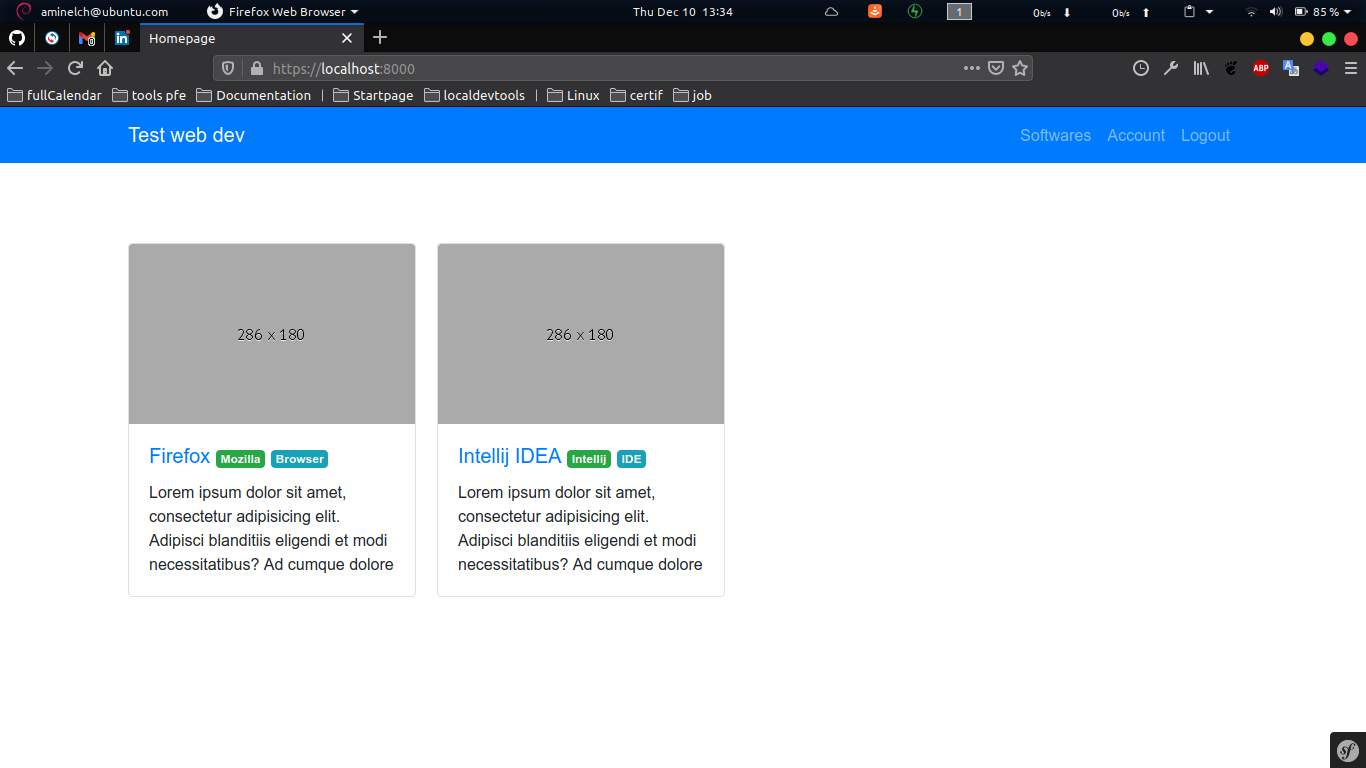 aminelch@ubuntu.com Firefox Web Browser Thu Dec 10 13:34 1 0b/s 0b/s 85 %
Homepage
https://localhost:8000 ABP
fullCalendar tools pfe Documentation | Startpage localdevtools | Linux certif job
Test web dev Softwares Account Logout
286 x 180 286 x 180
Firefox Mozilla Browser
Lorem ipsum dolor sit amet,
consectetur adipisicing elit.
Adipisci blanditiis eligendi et modi
necessitatibus? Ad cumque dolore
Intellij IDEA Intellij IDE
Lorem ipsum dolor sit amet,
consectetur adipisicing elit.
Adipisci blanditiis eligendi et modi
necessitatibus? Ad cumque dolore
sf